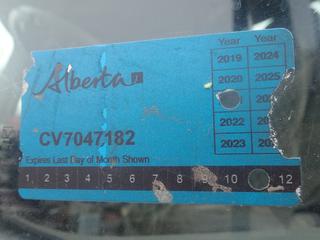 Year Year
2019 2024
2020 2025
2022
2023
Alberta
CV7047182
Expires Last Day of Month Shown
1 2 3 4 5 6 7 8 9 10 12